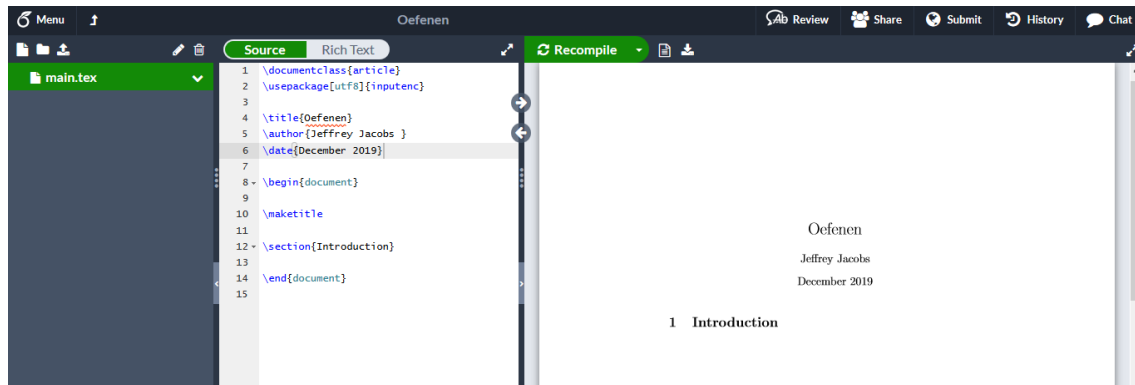 Menu
Oefenen
Review
Share
Submit
History
Chat
main.tex
Source
Rich Text
1 \documentclass{article}
2 \usepackage[utf8]{inputenc}
3
4 \title{Oefenen}
5 \author{Jeffrey Jacobs }
6 \date{December 2019}
7
8 \begin{document}
9
10 \maketitle
11
12 \section{Introduction}
13
14 \end{document}
15
Recompile
Oefenen
Jeffrey Jacobs
December 2019
1 Introduction